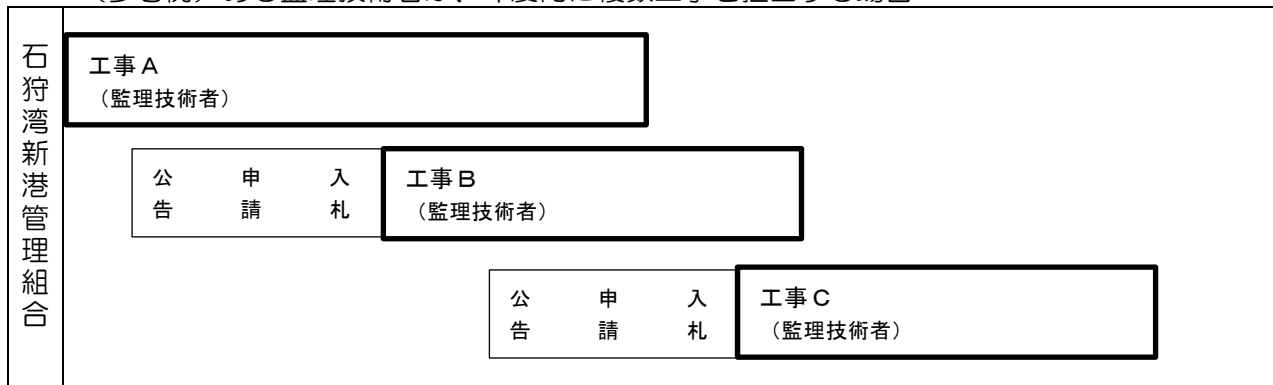 石狩湾新港管理組合
工事A
（監理技術者）
公 申 入
告 請 札
工事B
（監理技術者）
公 申 入
告 請 札
工事C
（監理技術者）